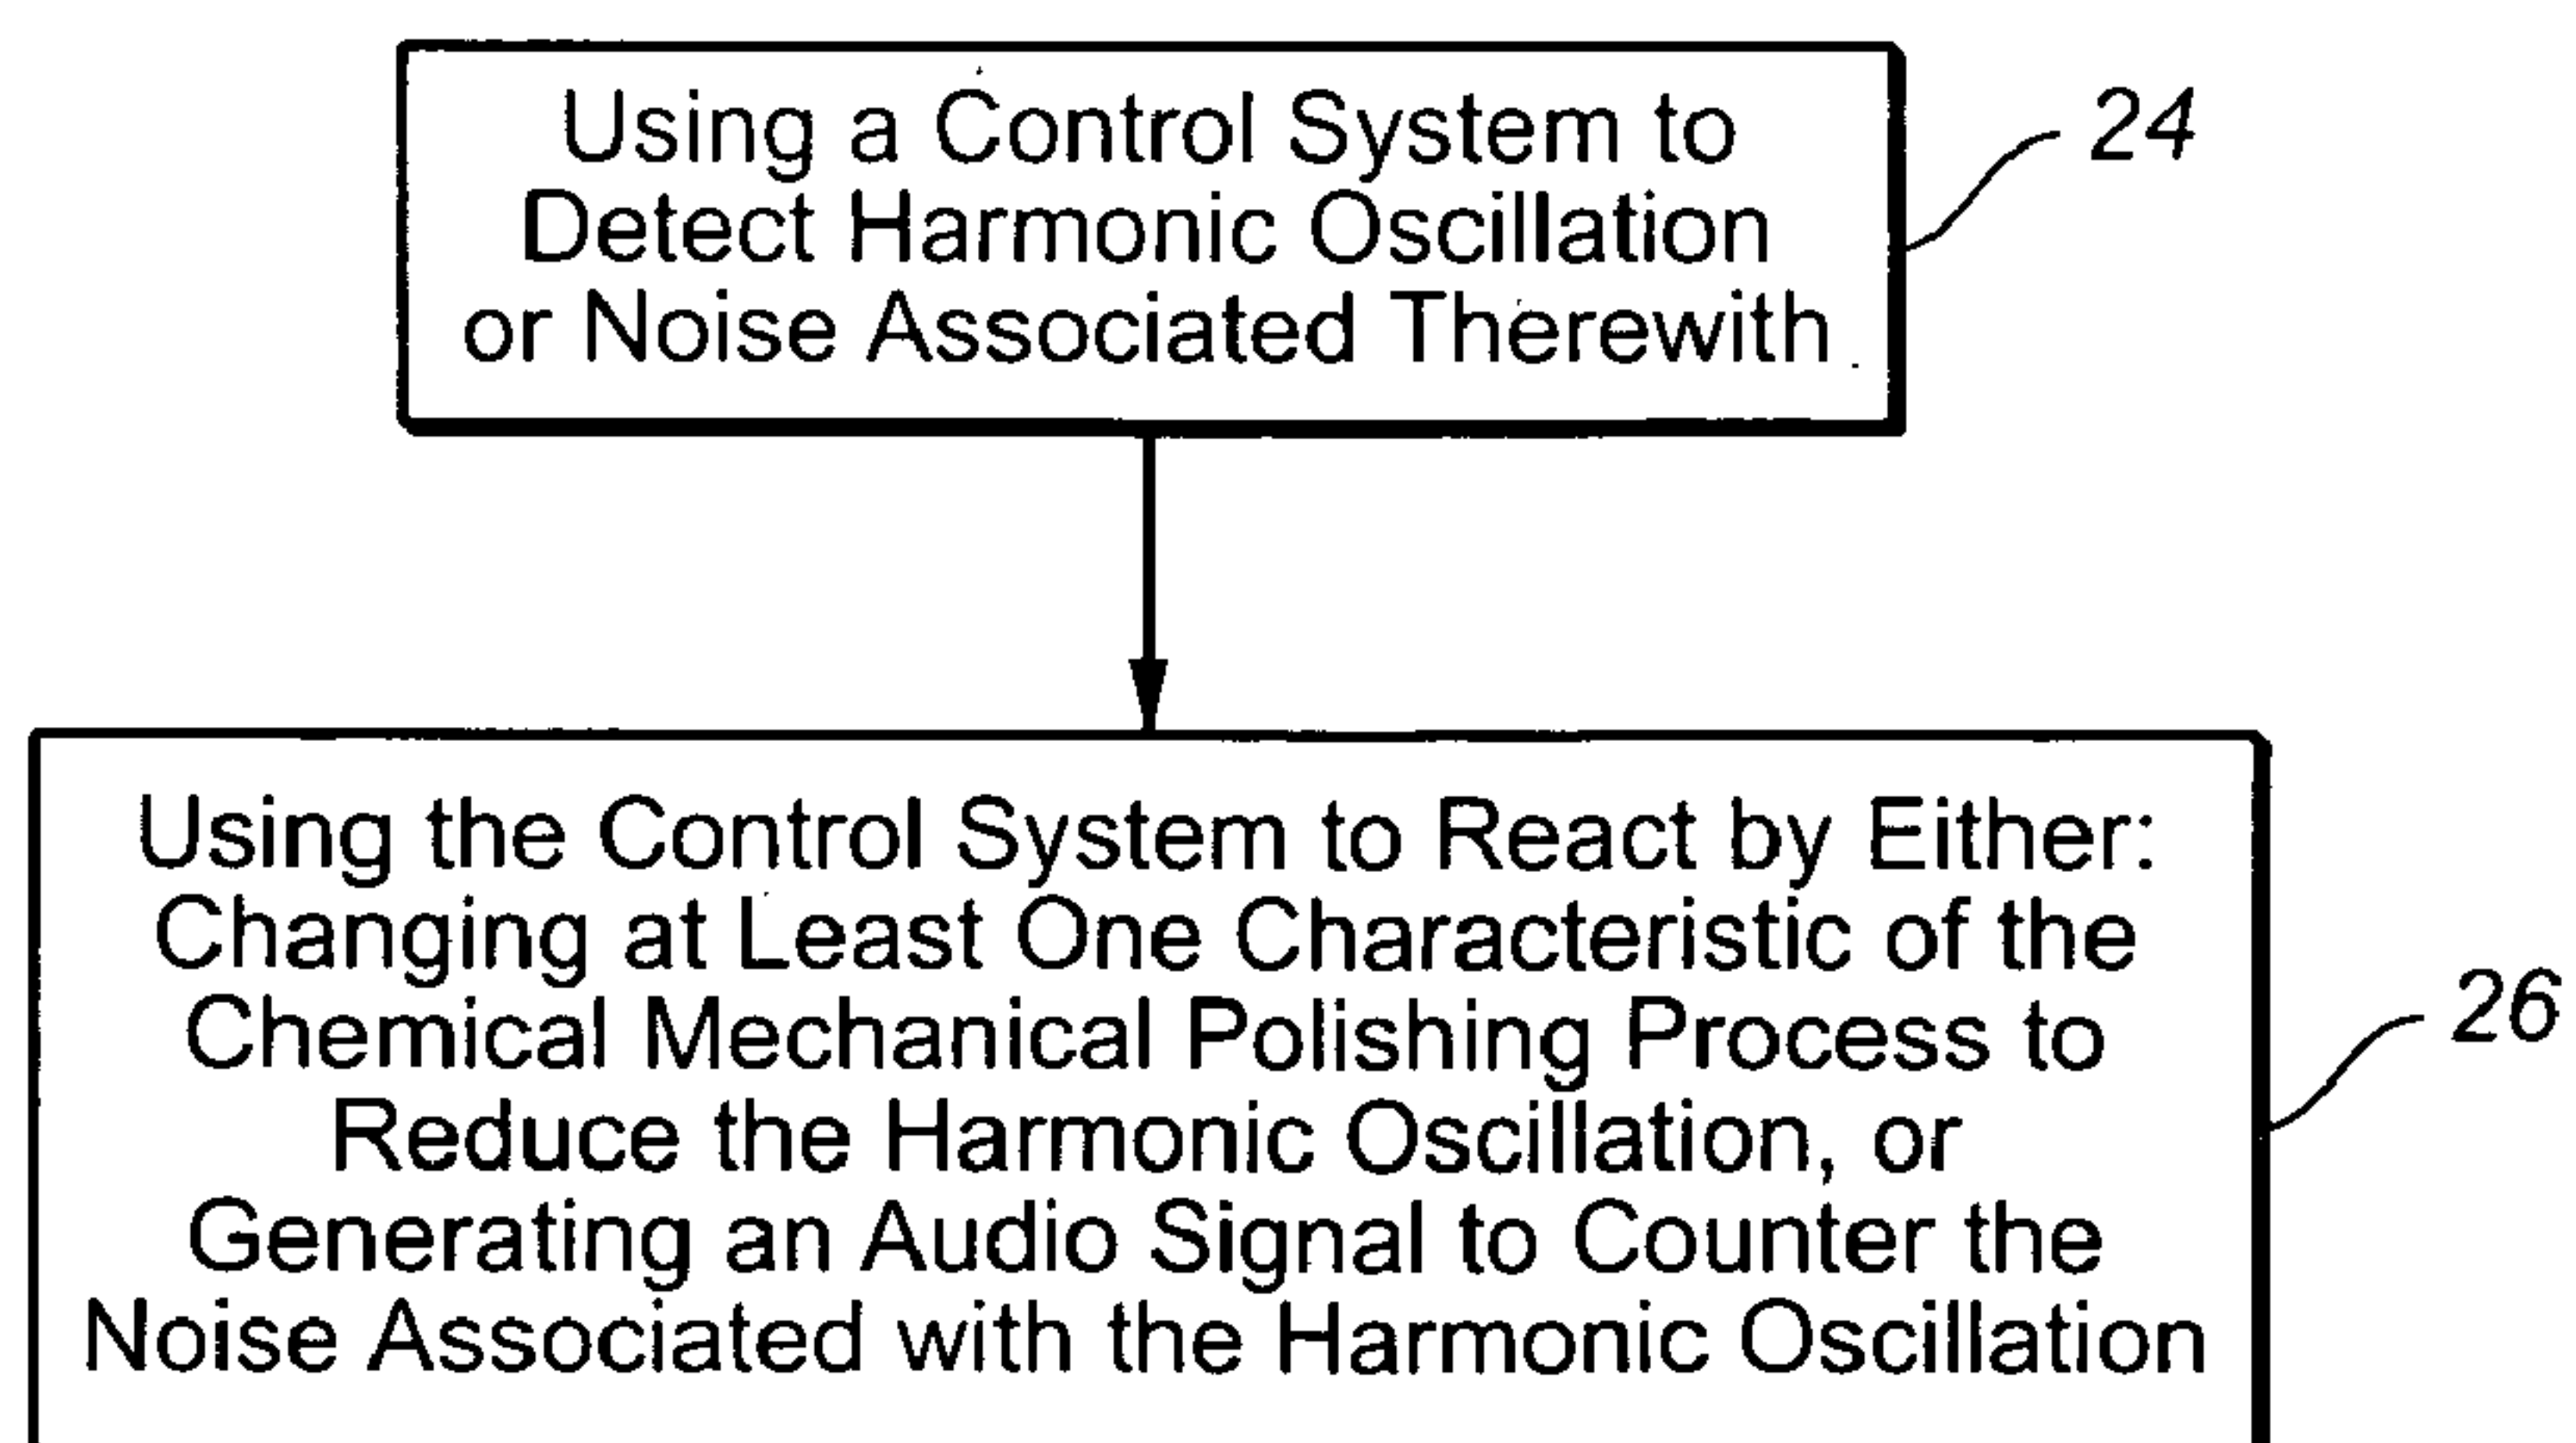 Using a Control System to
Detect Harmonic Oscillation
or Noise Associated Therewith
24
Using the Control System to React by Either:
Changing at Least One Characteristic of the
Chemical Mechanical Polishing Process to
Reduce the Harmonic Oscillation, or
Generating an Audio Signal to Counter the
Noise Associated with the Harmonic Oscillation
26